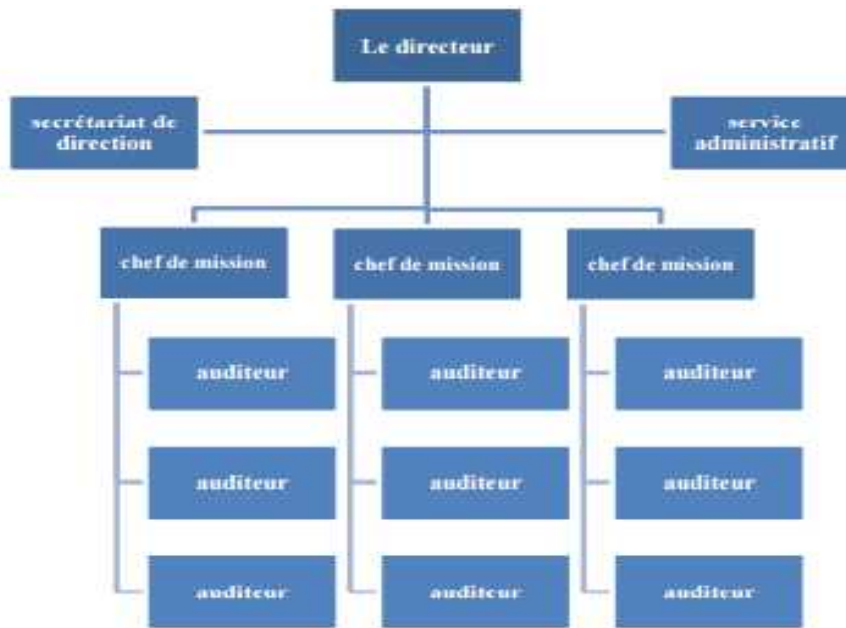 Le directeur
secrétariat de
direction
service
administratif
chef de mission
chef de mission
chef de mission
auditeur
auditeur
auditeur
auditeur
auditeur
auditeur
auditeur
auditeur
auditeur